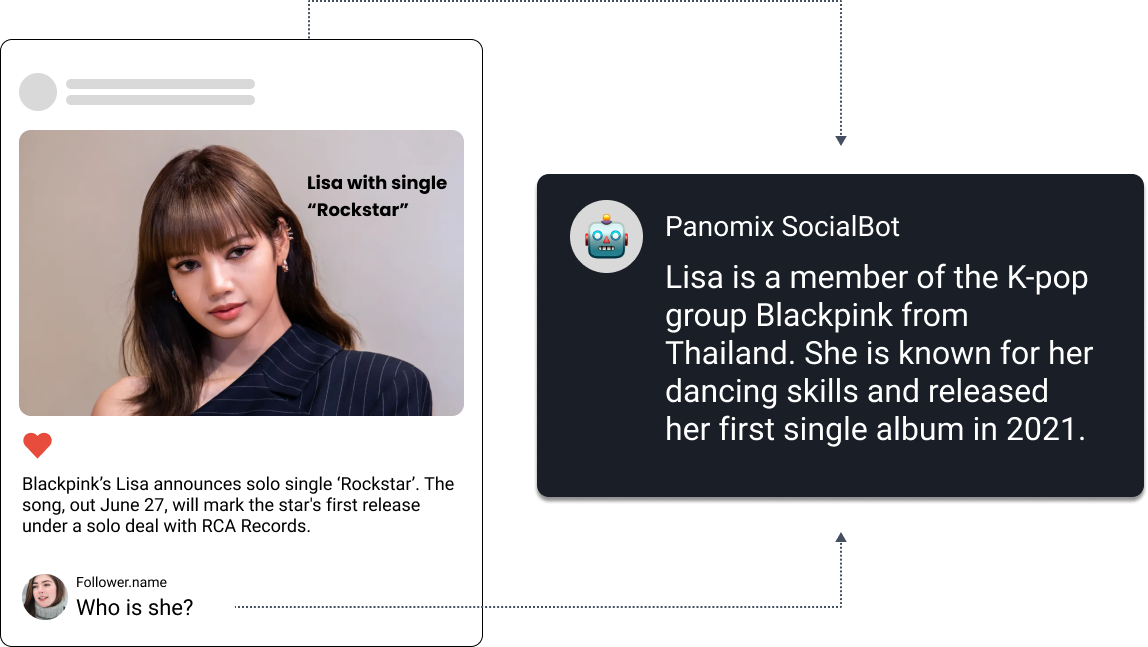 Lisa with single
“Rockstar”
Blackpink’s Lisa announces solo single ‘Rockstar’. The
song, out June 27, will mark the star's first release
under a solo deal with RCA Records.
Follower.name
Who is she?
Panomix SocialBot
Lisa is a member of the K-pop
group Blackpink from
Thailand. She is known for her
dancing skills and released
her first single album in 2021.